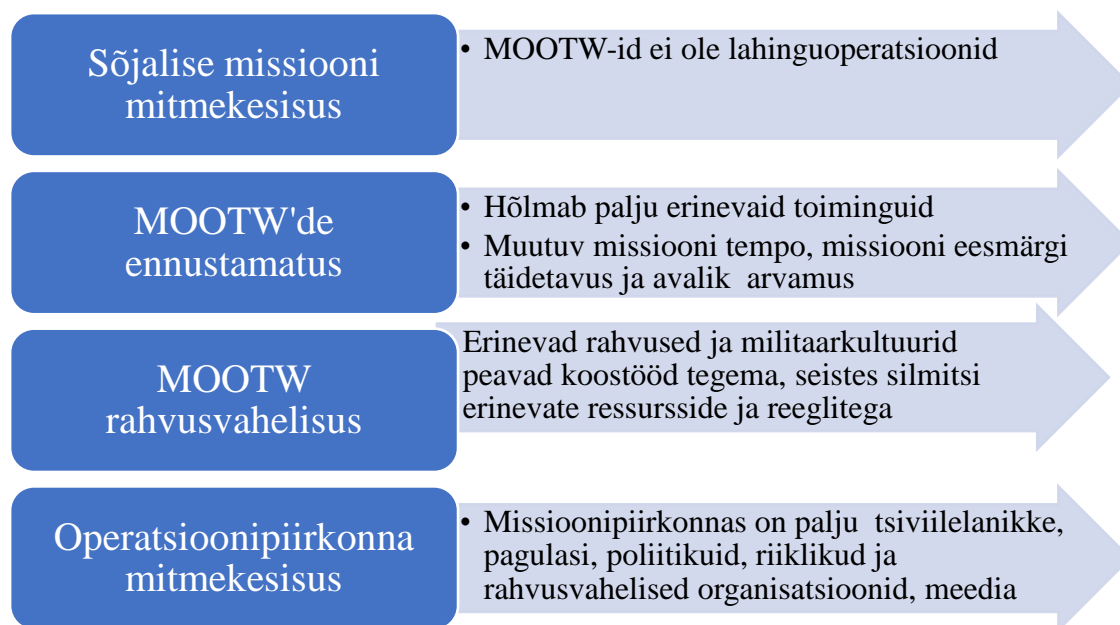 Sõjalise missiooni
mitmekesisus
• MOOTW-id ei ole lahinguoperatsioonid
MOOTW'de
ennustamatus
• Hõlmab palju erinevaid toiminguid
• Muutuv missiooni tempo, missiooni eesmärgi
täidetavus ja avalik  arvamus
MOOTW
rahvusvahelisus
Erinevad rahvused ja militaarkultuurid
peavad koostööd tegema, seistes silmitsi
erinevate ressursside ja reeglitega
Operatsioonipiirkonna
mitmekesisus
• Missioonipiirkonnas on palju  tsiviilelanikke,
pagulasi, poliitikuid, riiklikud ja
rahvusvahelised organisatsioonid, meedia